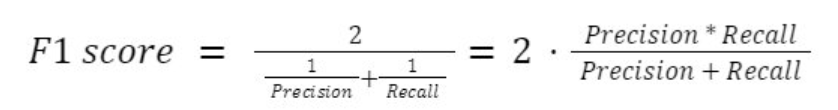 F1 score = 2 / (1/Precision + 1/Recall) = 2 · (Precision * Recall) / (Precision + Recall)